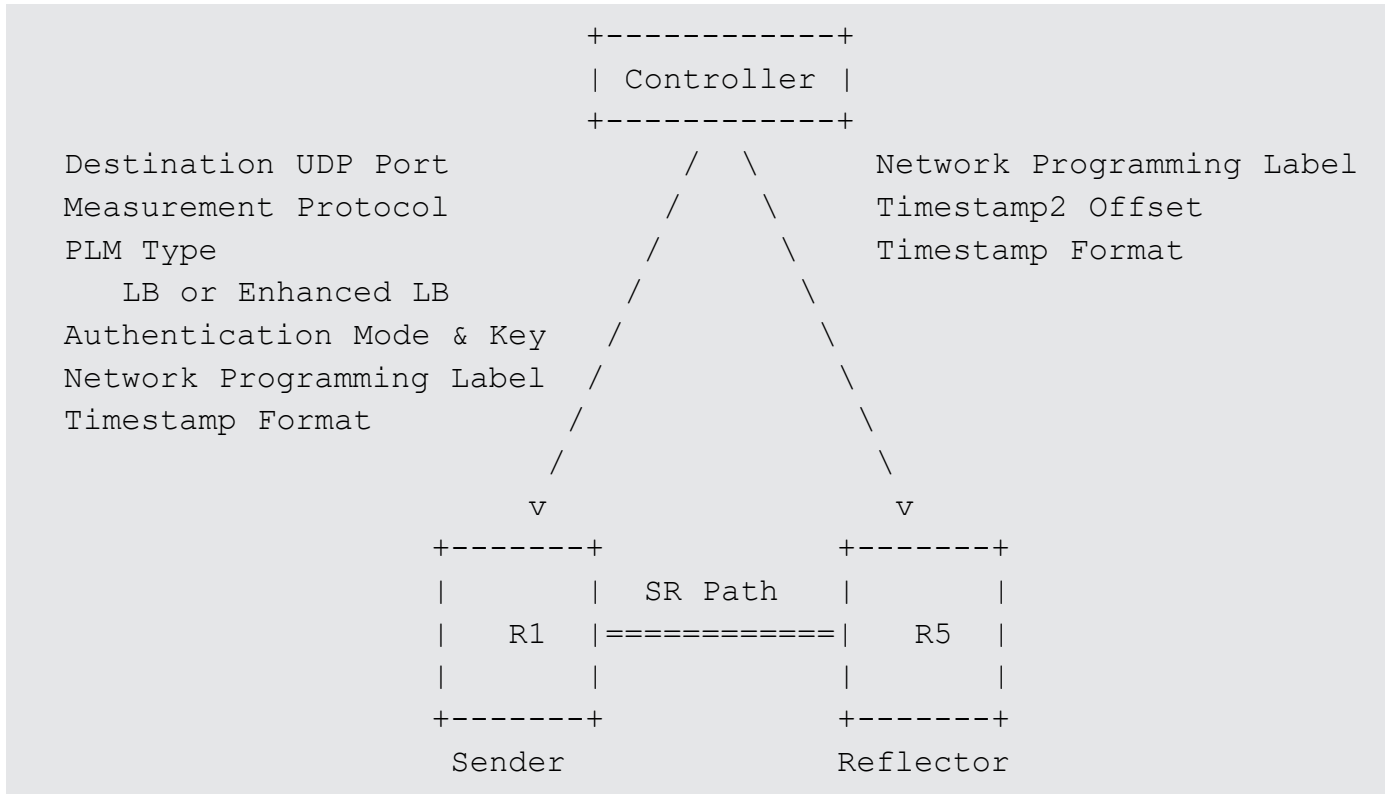 +------------+
| Controller |
+------------+
Destination UDP Port / \ Network Programming Label
Measurement Protocol / \ Timestamp2 Offset
PLM Type / \ Timestamp Format
LB or Enhanced LB / \
Authentication Mode & Key / \
Network Programming Label / \
Timestamp Format / \
/ \
v v
+-------+ +-------+
| | SR Path | |
| R1 |============| R5 |
| | | |
+-------+ +-------+
Sender Reflector